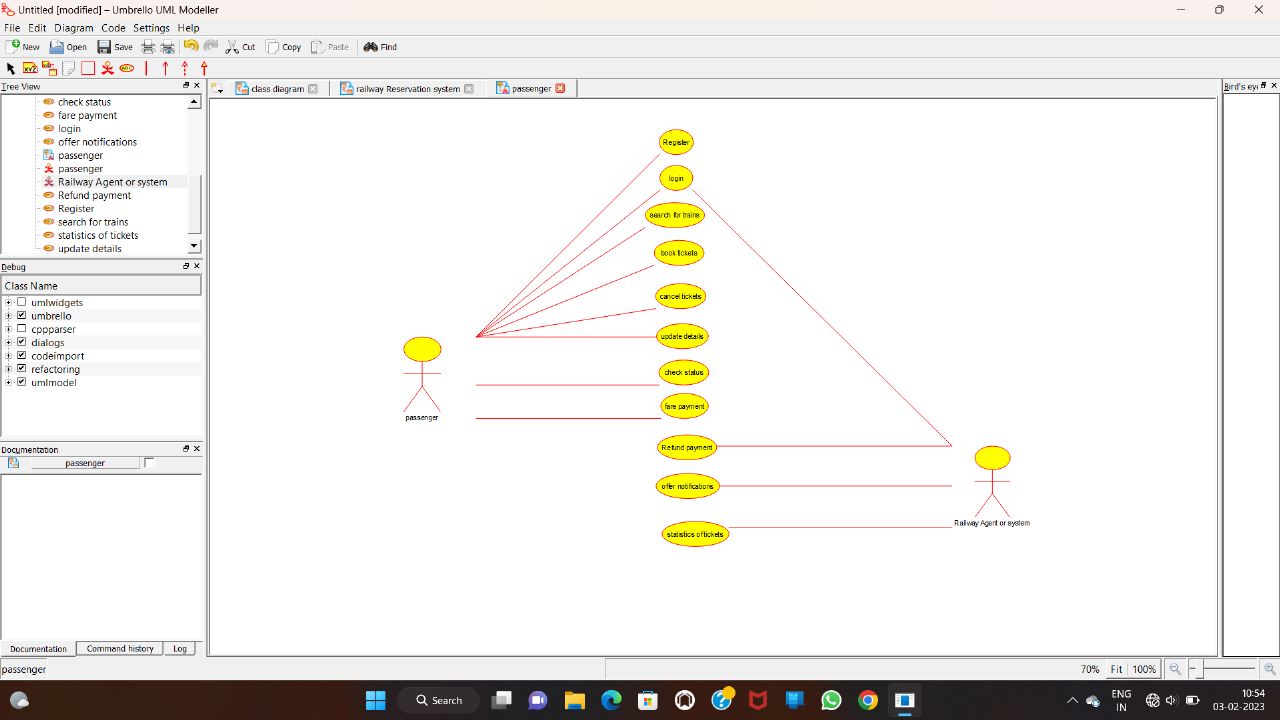 Untitled [modified] – Umbrello UML Modeller
File Edit Diagram Code Settings Help
New Open Save Cut Copy Paste Find
XYZ
Tree View
check status
fare payment
login
offer notifications
passenger
passenger
Railway Agent or system
Refund payment
Register
search for trains
statistics of tickets
update details
Debug
Class Name
umlwidgets
umbrello
cppparser
dialogs
codeimport
refactoring
umlmodel
Documentation
passenger
Documentation Command history Log
class diagram railway Reservation system passenger
Register
login
search for trains
book tickets
cancel tickets
update details
check status
fare payment
Refund payment
offer notifications
statistics of tickets
passenger
Railway Agent or system
Bird's eye
passenger
70% Fit 100%
Search
ENG
IN
10:54
03-02-2023